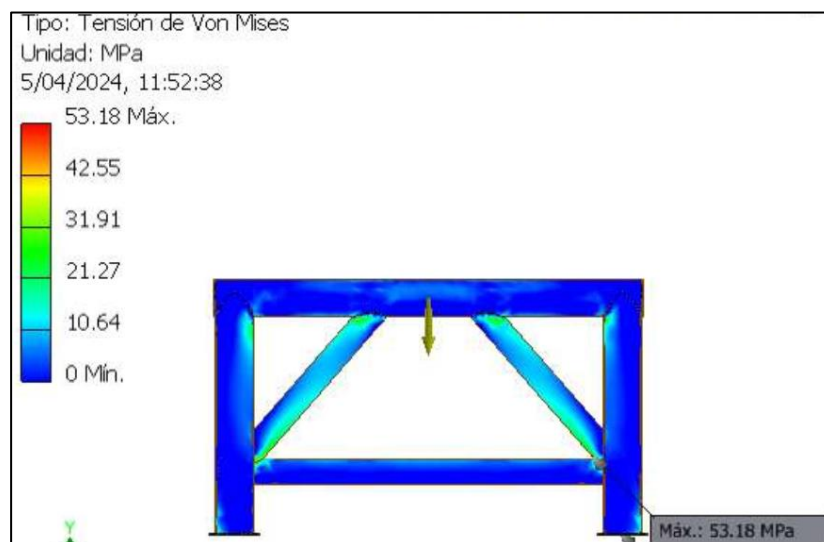 Tipo: Tensión de Von Mises
Unidad: MPa
5/04/2024, 11:52:38
53.18 Máx.
42.55
31.91
21.27
10.64
0 Mín.
Y
Máx.: 53.18 MPa